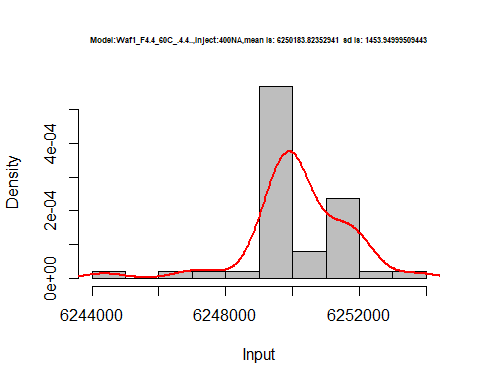 Model:Waf1_F4.4_60C_.4.4._Inject:400NA,mean is: 6250183.82352941 sd is: 1453.94999509443
Density
0e+00 2e-04 4e-04
6244000 6248000 6252000
Input